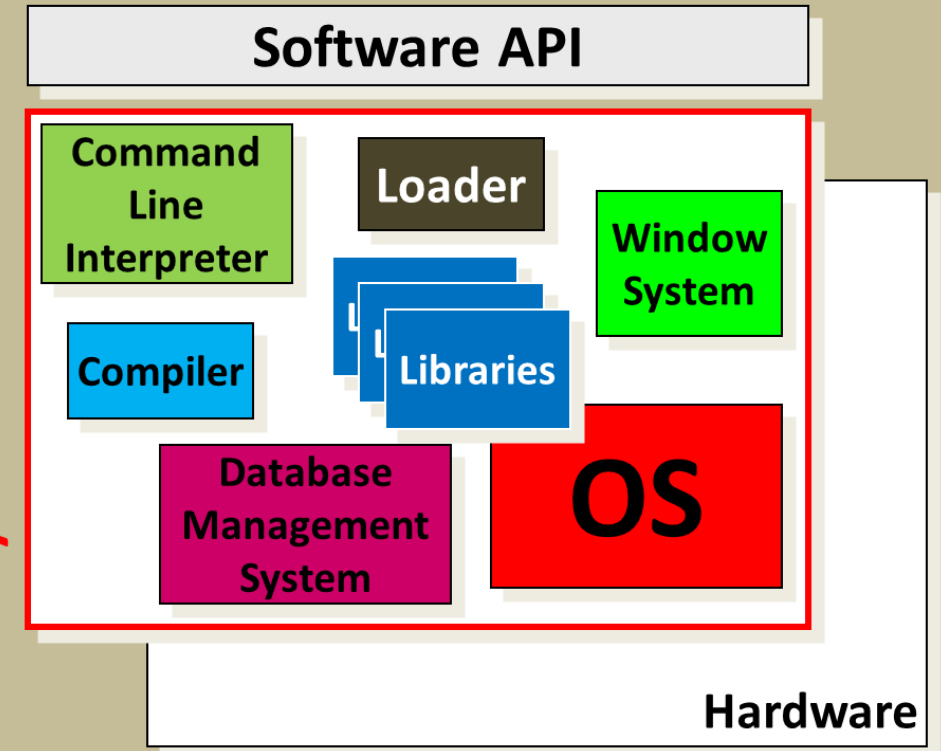 Software API
Command
Line
Interpreter
Loader
Window
System
Compiler
L
L
Libraries
Database
Management
System
OS
Hardware